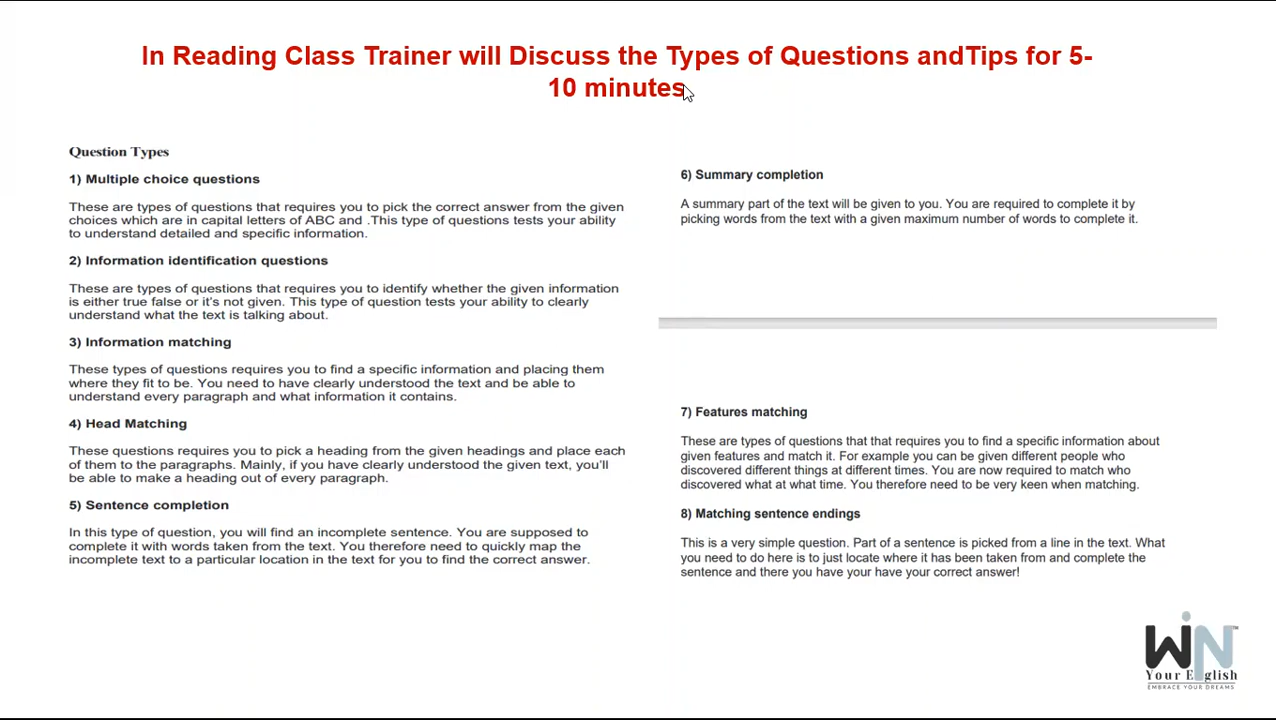 In Reading Class Trainer will Discuss the Types of Questions andTips for 5-
10 minutes
Question Types
1) Multiple choice questions
These are types of questions that requires you to pick the correct answer from the given
choices which are in capital letters of ABC and .This type of questions tests your ability
to understand detailed and specific information.
2) Information identification questions
These are types of questions that requires you to identify whether the given information
is either true false or it's not given. This type of question tests your ability to clearly
understand what the text is talking about.
3) Information matching
These types of questions requires you to find a specific information and placing them
where they fit to be. You need to have clearly understood the text and be able to
understand every paragraph and what information it contains.
4) Head Matching
These questions requires you to pick a heading from the given headings and place each
of them to the paragraphs. Mainly, if you have clearly understood the given text, you'll
be able to make a heading out of every paragraph.
5) Sentence completion
In this type of question, you will find an incomplete sentence. You are supposed to
complete it with words taken from the text. You therefore need to quickly map the
incomplete text to a particular location in the text for you to find the correct answer.
6) Summary completion
A summary part of the text will be given to you. You are required to complete it by
picking words from the text with a given maximum number of words to complete it.
7) Features matching
These are types of questions that that requires you to find a specific information about
given features and match it. For example you can be given different people who
discovered different things at different times. You are now required to match who
discovered what at what time. You therefore need to be very keen when matching.
8) Matching sentence endings
This is a very simple question. Part of a sentence is picked from a line in the text. What
you need to do here is to just locate where it has been taken from and complete the
sentence and there you have your have your correct answer!
WiN™
Your English
EMBRACE YOUR DREAMS